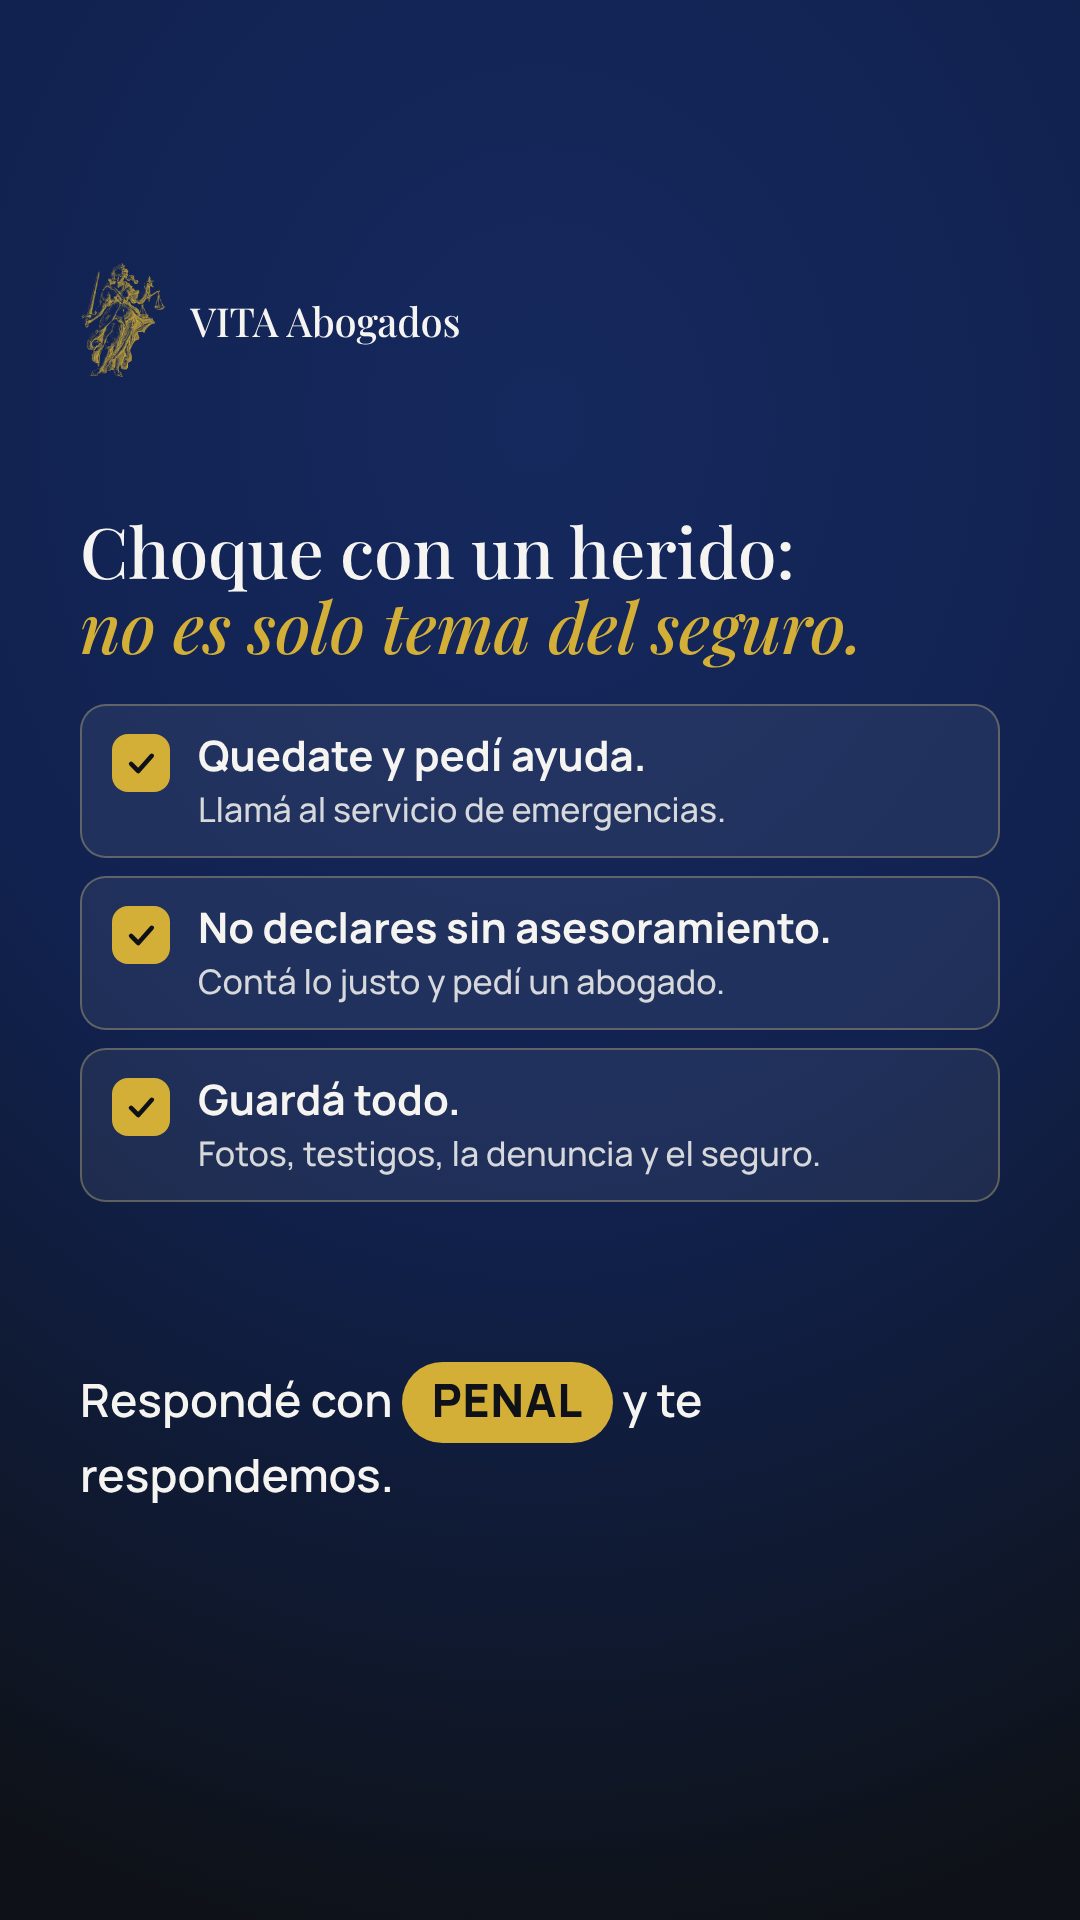 VITA Abogados
Choque con un herido:
no es solo tema del seguro.
Quedate y pedí ayuda.
Llamá al servicio de emergencias.
No declares sin asesoramiento.
Contá lo justo y pedí un abogado.
Guardá todo.
Fotos, testigos, la denuncia y el seguro.
Respondé con PENAL y te
respondemos.